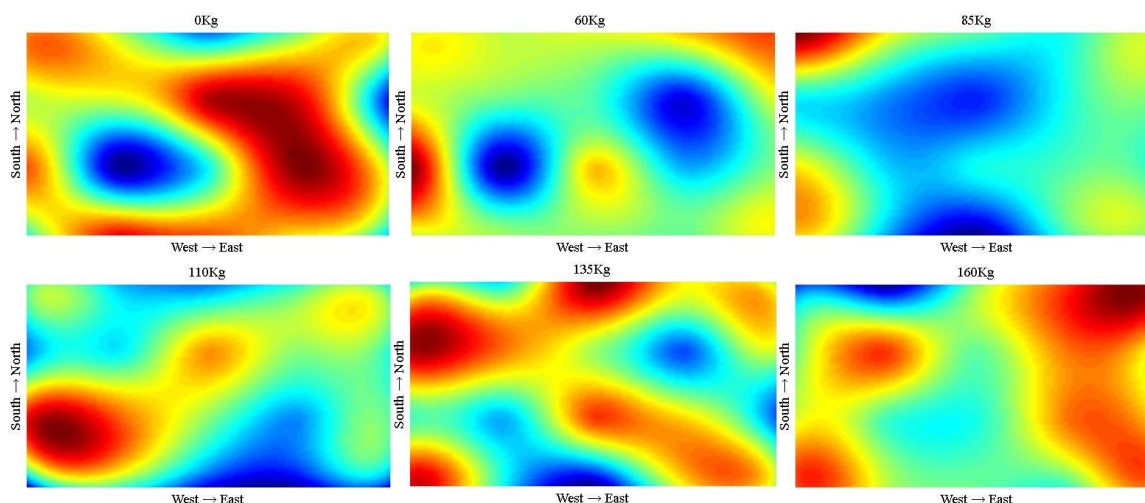 0Kg
60Kg
85Kg
South → North
South → North
South → North
West → East
West → East
West → East
110Kg
135Kg
160Kg
South → North
South → North
South → North
West → East
West → East
West → East